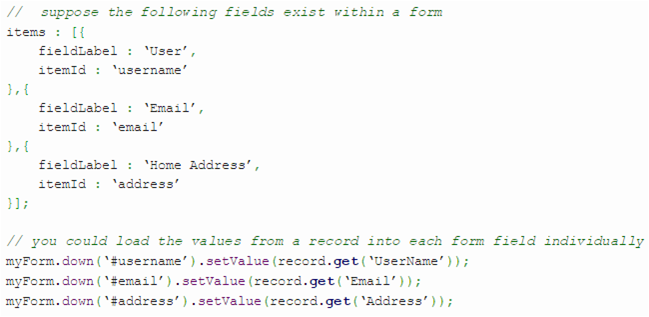 //  suppose the following fields exist within a form
items : [{
    fieldLabel : ‘User’,
    itemId : ‘username’
},{
    fieldLabel : ‘Email’,
    itemId : ‘email’
},{
    fieldLabel : ‘Home Address’,
    itemId : ‘address’
}];

// you could load the values from a record into each form field individually
myForm.down(‘#username’).setValue(record.get(‘UserName’));
myForm.down(‘#email’).setValue(record.get(‘Email’));
myForm.down(‘#address’).setValue(record.get(‘Address’));